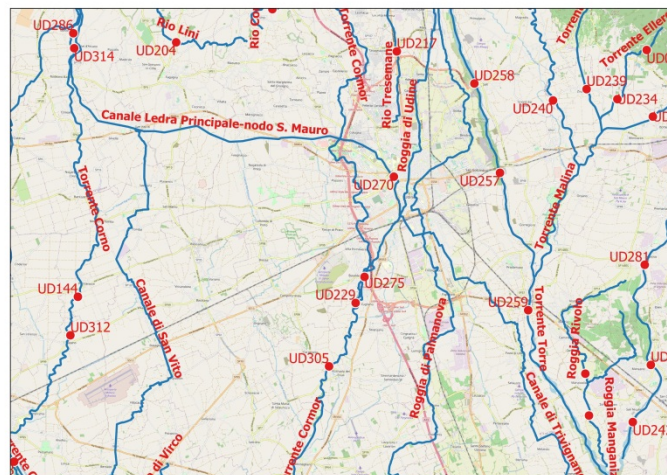 UD286
Rio Lini
UD204
UD314
Torrente Cormor
UD217
Rio Tresemane
Roggia di Udine
UD258
Torrente Ellero
UD239
UD234
UD240
Canale Ledra Principale-nodo S. Mauro
UD270
UD257
Torrente Malina
Torrente Corno
UD281
UD144
UD312
Canale di San Vito
UD275
UD229
UD259
Torrente Torre
UD305
Roggia di Palmanova
Roggia Rivolo
Canale di Trivignano
Roggia Manganizza